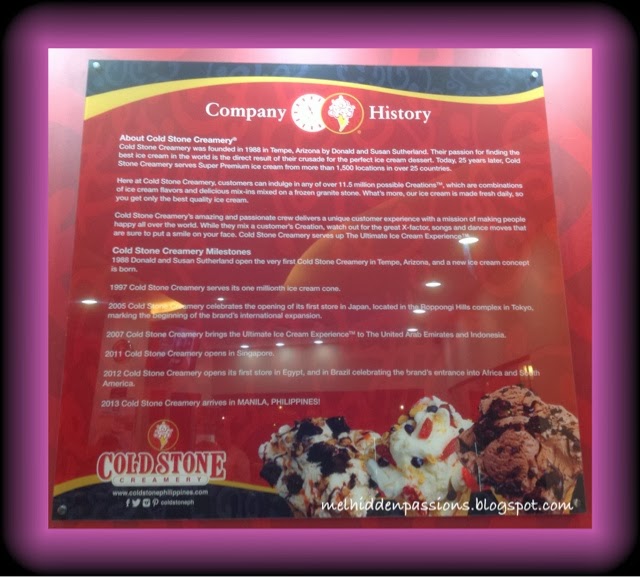 Company History
About Cold Stone Creamery®
Cold Stone Creamery was founded in 1988 in Tempe, Arizona by Donald and Susan Sutherland. Their passion for finding the
best ice cream in the world is the direct result of their crusade for the perfect ice cream dessert. Today, 25 years later, Cold
Stone Creamery serves Super Premium ice cream from more than 1,500 locations in over 25 countries.
Here at Cold Stone Creamery, customers can indulge in any of over 11.5 million possible Creations™, which are combinations
of ice cream flavors and delicious mix-ins mixed on a frozen granite stone. What's more, our ice cream is made fresh daily, so
you get only the best quality ice cream.
Cold Stone Creamery's amazing and passionate crew delivers a unique customer experience with a mission of making people
happy all over the world. While they mix a customer's Creation, watch out for the great X-factor, songs and dance moves that
are sure to put a smile on your face. Cold Stone Creamery serves up The Ultimate Ice Cream Experience™.
Cold Stone Creamery Milestones
1988 Donald and Susan Sutherland open the very first Cold Stone Creamery in Tempe, Arizona, and a new ice cream concept
is born.
1997 Cold Stone Creamery serves its one millionth ice cream cone.
2005 Cold Stone Creamery celebrates the opening of its first store in Japan, located in the Roppongi Hills complex in Tokyo,
marking the beginning of the brand's international expansion.
2007 Cold Stone Creamery brings the Ultimate Ice Cream Experience™ to The United Arab Emirates and Indonesia.
2011 Cold Stone Creamery opens in Singapore.
2012 Cold Stone Creamery opens its first store in Egypt, and in Brazil celebrating the brand's entrance into Africa and South
America.
2013 Cold Stone Creamery arrives in MANILA, PHILIPPINES!
COLD STONE
CREAMERY
www.coldstonephilippines.com
coldstoneph
melhiddenpassions.blogspot.com